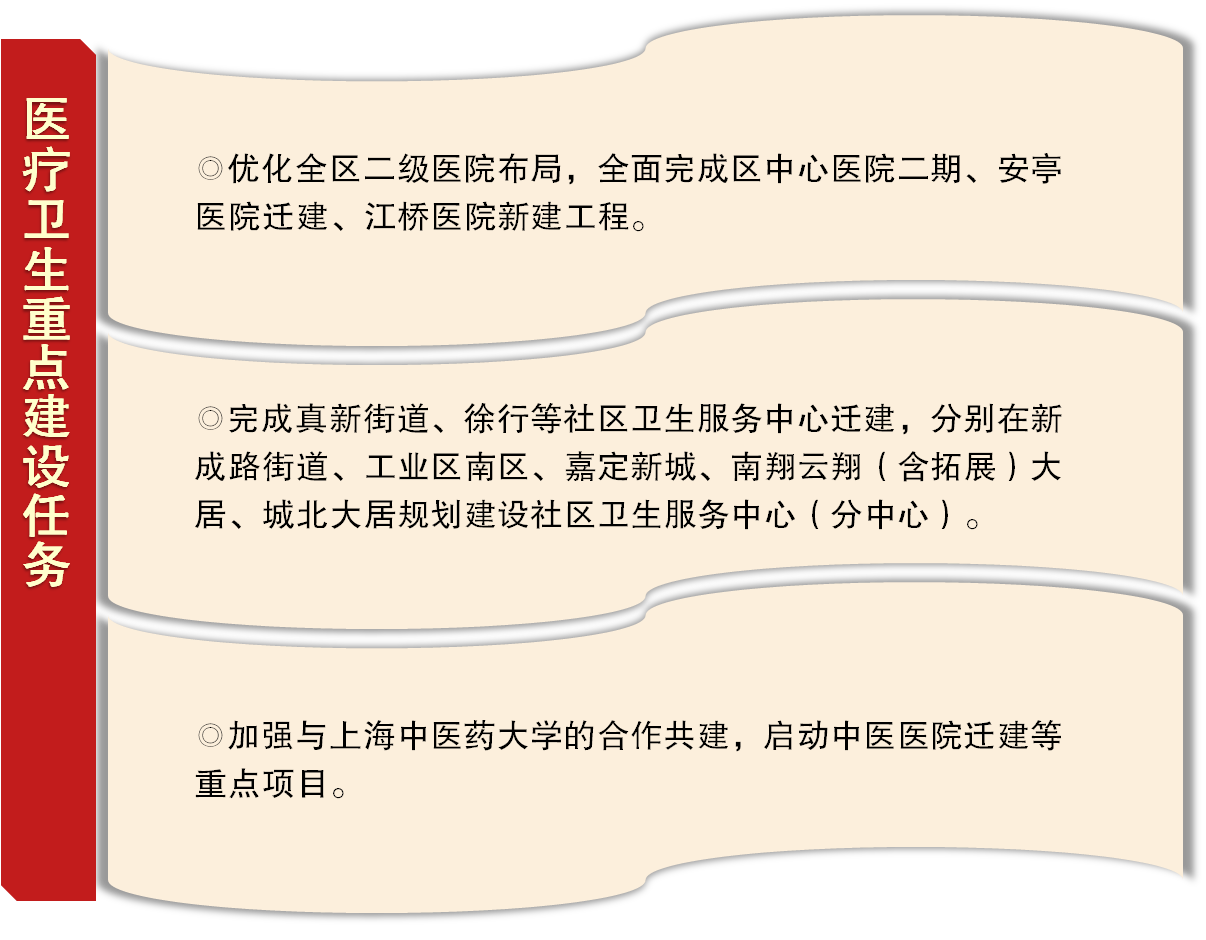 医疗卫生重点建设任务
◎优化全区二级医院布局，全面完成区中心医院二期、安亭
医院迁建、江桥医院新建工程。
◎完成真新街道、徐行等社区卫生服务中心迁建，分别在新
成路街道、工业区南区、嘉定新城、南翔云翔（含拓展）大
居、城北大居规划建设社区卫生服务中心（分中心）。
◎加强与上海中医药大学的合作共建，启动中医医院迁建等
重点项目。